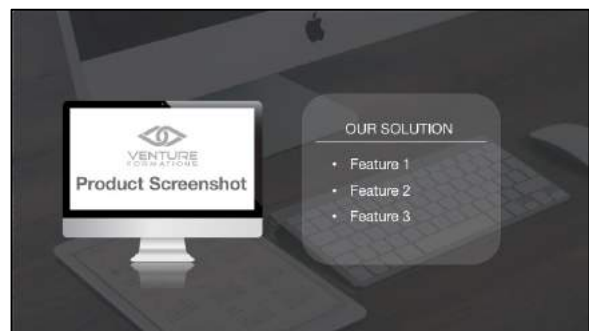 VENTURE
FORMATIONS
Product Screenshot
OUR SOLUTION
• Feature 1
• Feature 2
• Feature 3